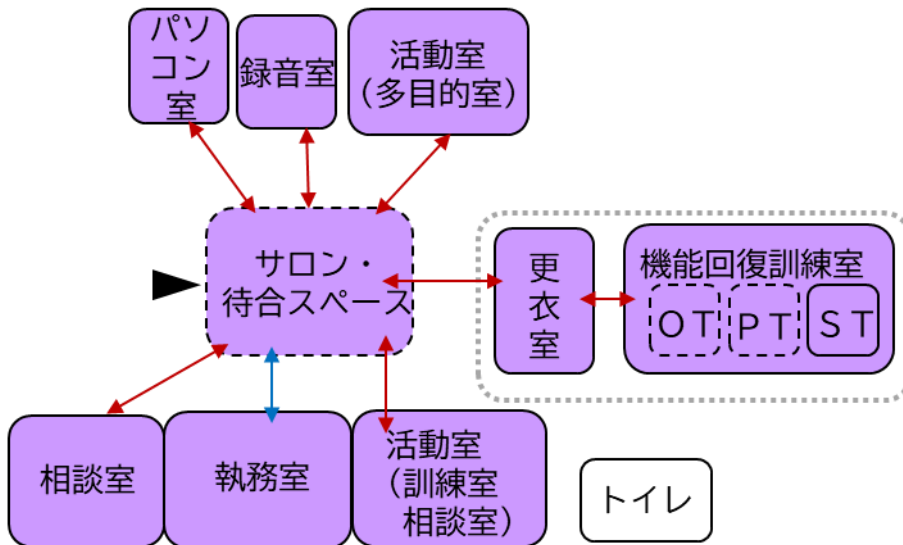 パソ
コン
室
録音室
活動室
（多目的室）
サロン・
待合スペース
更
衣
室
機能回復訓練室
ＯＴ
ＰＴ
ＳＴ
相談室
執務室
活動室
（訓練室
相談室）
トイレ